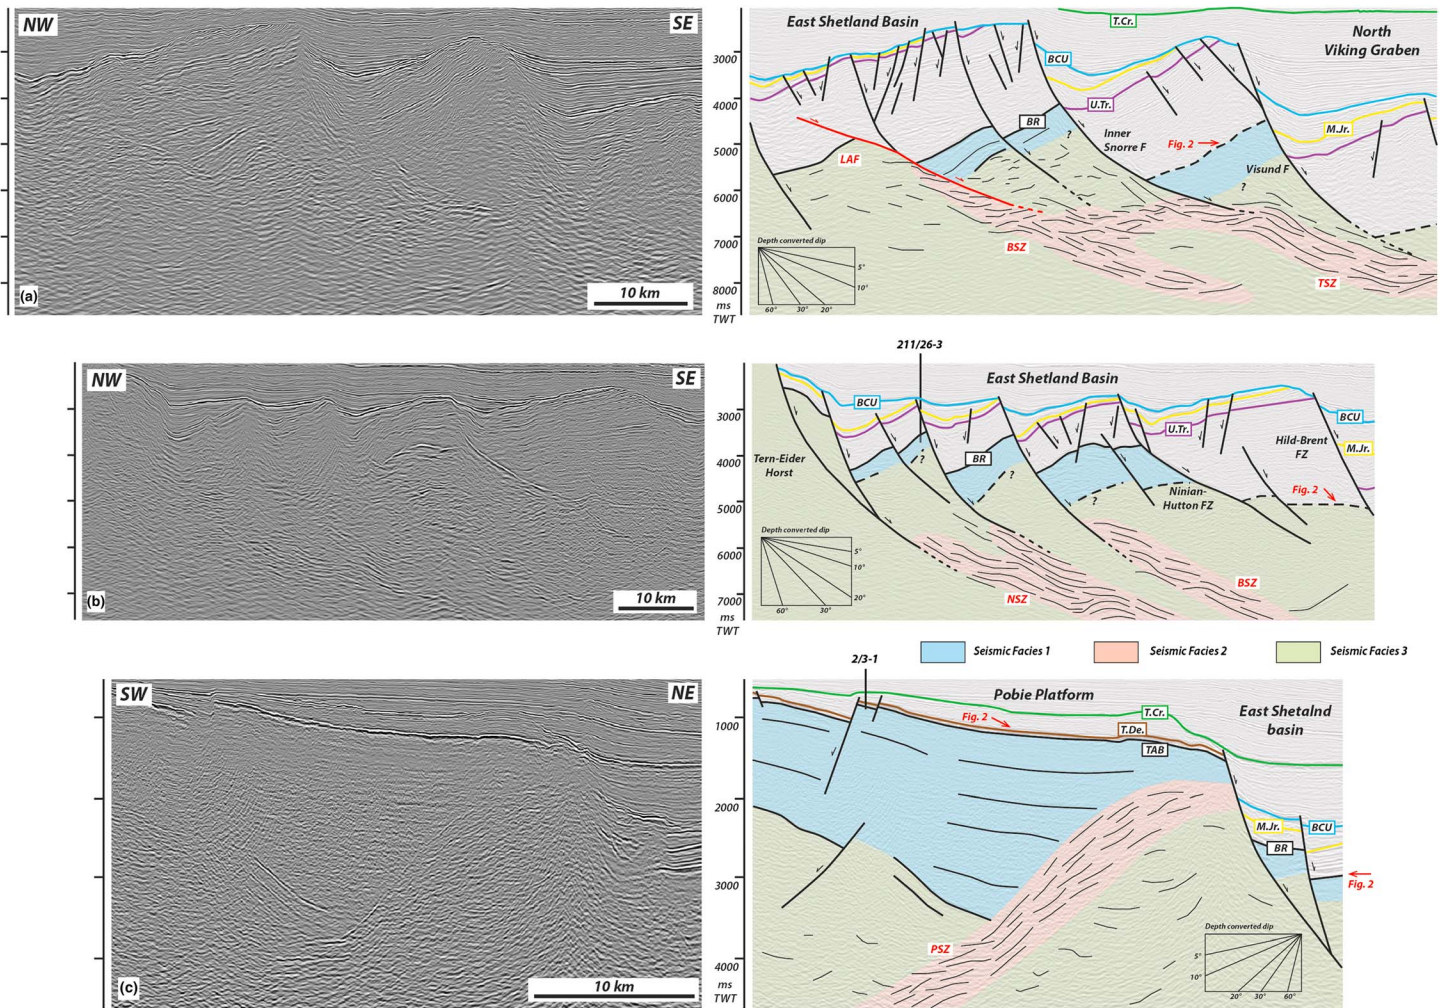 NW
SE
(a)
10 km
3000
4000
5000
6000
7000
8000
ms
TWT
East Shetland Basin
T.Cr.
North
Viking Graben
BCU
U.Tr.
BR
M.Jr.
Inner
Snorre F
Fig. 2
LAF
Visund F
?
?
BSZ
TSZ
Depth converted dip
5°
10°
60°
30°
20°
NW
SE
(b)
10 km
3000
4000
5000
6000
7000
ms
TWT
211/26-3
East Shetland Basin
BCU
BCU
U.Tr.
Tern-Eider
Horst
BR
Hild-Brent
FZ
M.Jr.
?
?
?
Ninian-
Hutton FZ
Fig. 2
NSZ
BSZ
Depth converted dip
5°
10°
20°
60°
30°
Seismic Facies 1
Seismic Facies 2
Seismic Facies 3
SW
NE
(c)
10 km
1000
2000
3000
4000
ms
TWT
2/3-1
Pobie Platform
East Shetalnd
basin
Fig. 2
T.Cr.
T.De.
TAB
M.Jr.
BCU
BR
Fig. 2
PSZ
Depth converted dip
5°
10°
20°
30°
60°